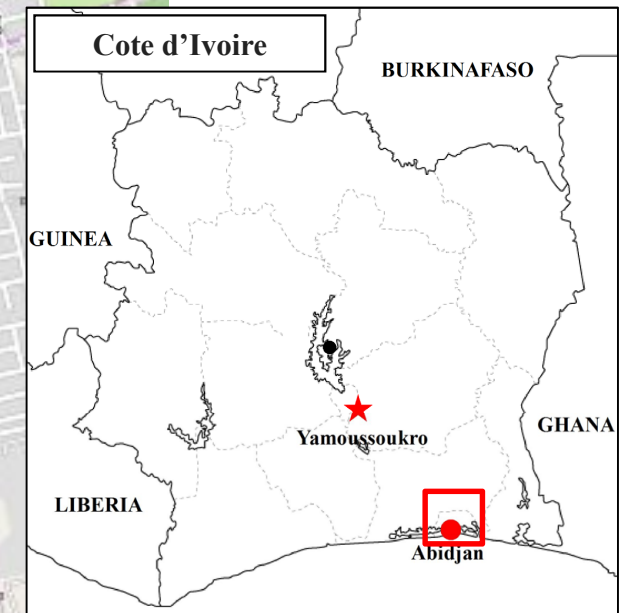 Cote d'Ivoire
BURKINAFASO
GUINEA
Yamoussoukro
GHANA
LIBERIA
Abidjan